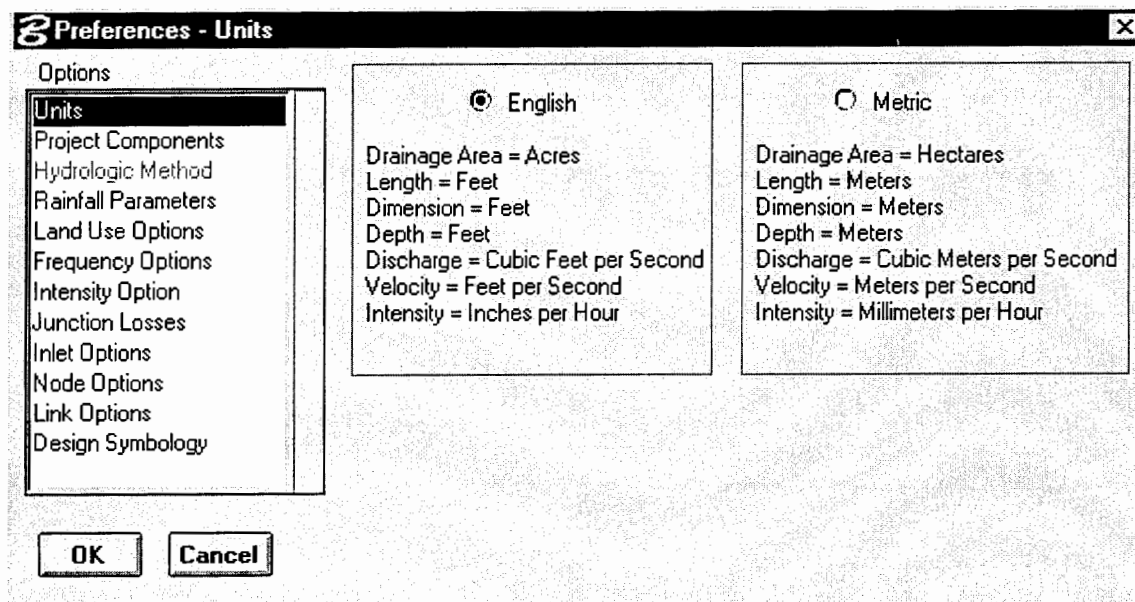 Preferences - Units
Options
Units
Project Components
Hydrologic Method
Rainfall Parameters
Land Use Options
Frequency Options
Intensity Option
Junction Losses
Inlet Options
Node Options
Link Options
Design Symbology
English
Drainage Area = Acres
Length = Feet
Dimension = Feet
Depth = Feet
Discharge = Cubic Feet per Second
Velocity = Feet per Second
Intensity = Inches per Hour
Metric
Drainage Area = Hectares
Length = Meters
Dimension = Meters
Depth = Meters
Discharge = Cubic Meters per Second
Velocity = Meters per Second
Intensity = Millimeters per Hour
OK
Cancel